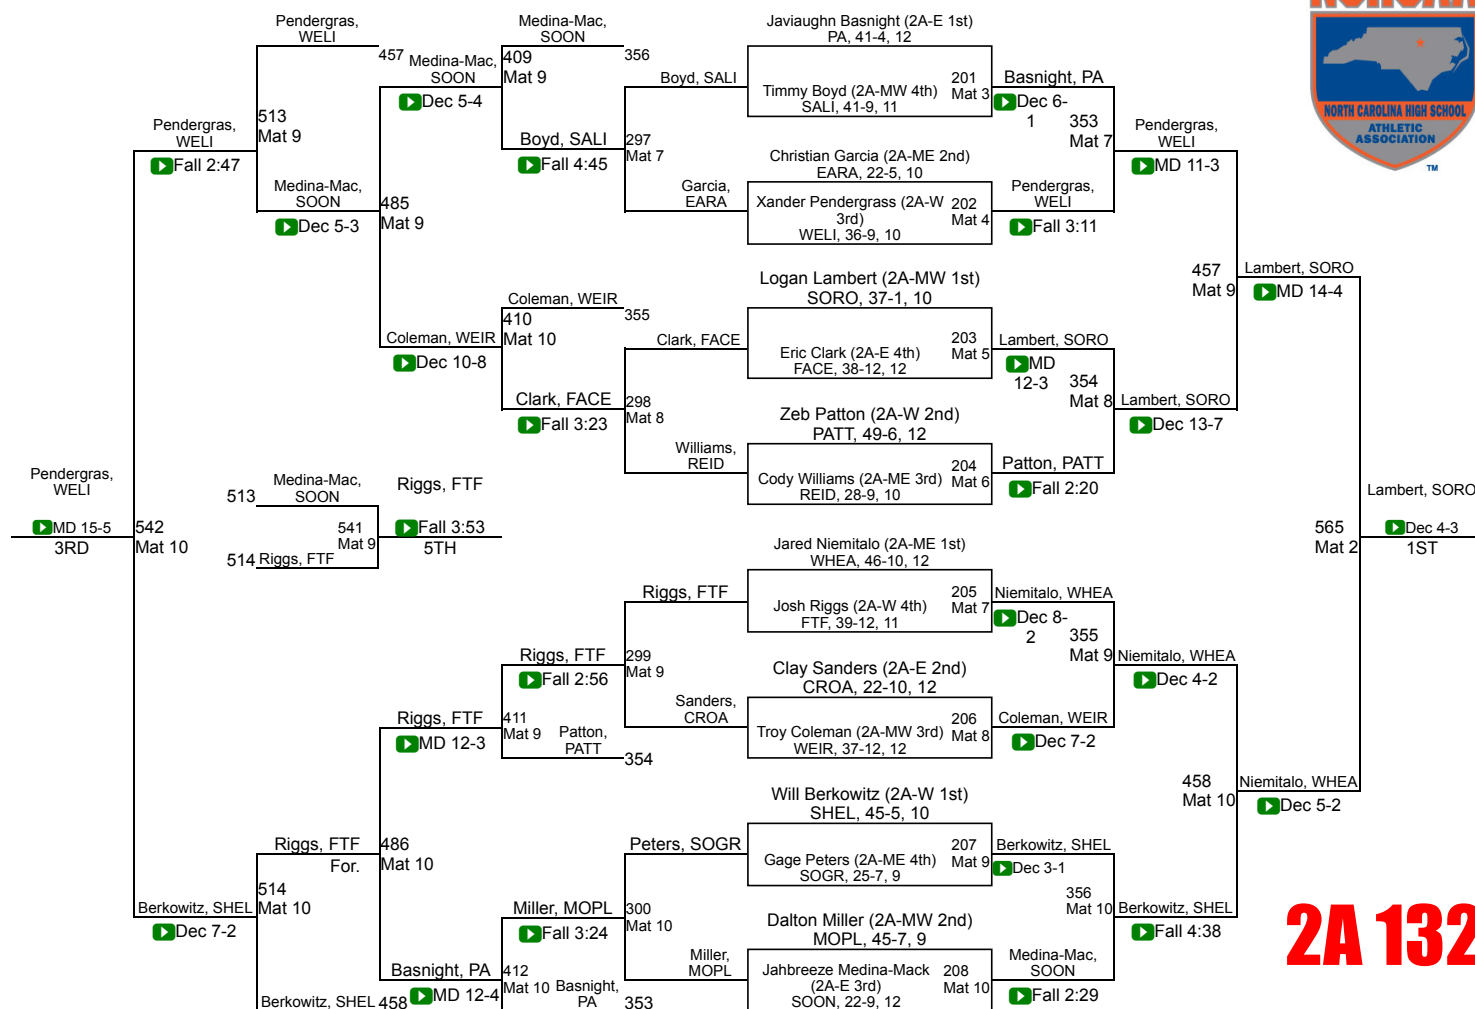 Pendergras,
WELI
457
513
Mat 9
Pendergras,
WELI
Fall 2:47
Medina-Mac,
SOON
Dec 5-3
Medina-Mac,
SOON
Dec 5-4
485
Mat 9
Coleman, WEIR
Dec 10-8
Medina-Mac,
SOON
356
409
Mat 9
Boyd, SALI
Fall 4:45
Coleman, WEIR
355
410
Mat 10
Clark, FACE
Fall 3:23
Boyd, SALI
297
Mat 7
Garcia,
EARA
Clark, FACE
298
Mat 8
Williams,
REID
Javiaughn Basnight (2A-E 1st)
PA, 41-4, 12
Timmy Boyd (2A-MW 4th)
SALI, 41-9, 11
201
Mat 3
Christian Garcia (2A-ME 2nd)
EARA, 22-5, 10
Xander Pendergrass (2A-W
3rd)
WELI, 36-9, 10
202
Mat 4
Logan Lambert (2A-MW 1st)
SORO, 37-1, 10
Eric Clark (2A-E 4th)
FACE, 38-12, 12
203
Mat 5
Zeb Patton (2A-W 2nd)
PATT, 49-6, 12
Cody Williams (2A-ME 3rd)
REID, 28-9, 10
204
Mat 6
Basnight, PA
Dec 6-
1
353
Mat 7
Pendergras,
WELI
Fall 3:11
Lambert, SORO
MD
12-3
354
Mat 8
Patton, PATT
Fall 2:20
Pendergras,
WELI
MD 11-3
457
Mat 9
Lambert, SORO
Dec 13-7
Lambert, SORO
MD 14-4
NORTH CAROLINA HIGH SCHOOL
ATHLETIC
ASSOCIATION
TM
Pendergras,
WELI
MD 15-5
3RD
542
Mat 10
513
Medina-Mac,
SOON
541
Mat 9
514 Riggs, FTF
Riggs, FTF
Fall 3:53
5TH
Lambert, SORO
565
Mat 2
Dec 4-3
1ST
Jared Niemitalo (2A-ME 1st)
WHEA, 46-10, 12
Josh Riggs (2A-W 4th)
FTF, 39-12, 11
205
Mat 7
Clay Sanders (2A-E 2nd)
CROA, 22-10, 12
Troy Coleman (2A-MW 3rd)
WEIR, 37-12, 12
206
Mat 8
Will Berkowitz (2A-W 1st)
SHEL, 45-5, 10
Gage Peters (2A-ME 4th)
SOGR, 25-7, 9
207
Mat 9
Dalton Miller (2A-MW 2nd)
MOPL, 45-7, 9
Jahbreeze Medina-Mack
(2A-E 3rd)
SOON, 22-9, 12
208
Mat 10
Riggs, FTF
299
Mat 9
Sanders,
CROA
Peters, SOGR
300
Mat 10
Miller,
MOPL
Riggs, FTF
Fall 2:56
411
Mat 9
Patton,
PATT
354
Miller, MOPL
Fall 3:24
412
Mat 10
Basnight,
PA
353
Riggs, FTF
MD 12-3
486
Mat 10
Basnight, PA
MD 12-4
Riggs, FTF
For.
514
Mat 10
Berkowitz, SHEL 458
Berkowitz, SHEL
Dec 7-2
Niemitalo, WHEA
Dec 8-
2
355
Mat 9
Coleman, WEIR
Dec 7-2
Berkowitz, SHEL
Dec 3-1
356
Mat 10
Medina-Mac,
SOON
Fall 2:29
Niemitalo, WHEA
Dec 4-2
458
Mat 10
Berkowitz, SHEL
Fall 4:38
Niemitalo, WHEA
Dec 5-2
2A 132